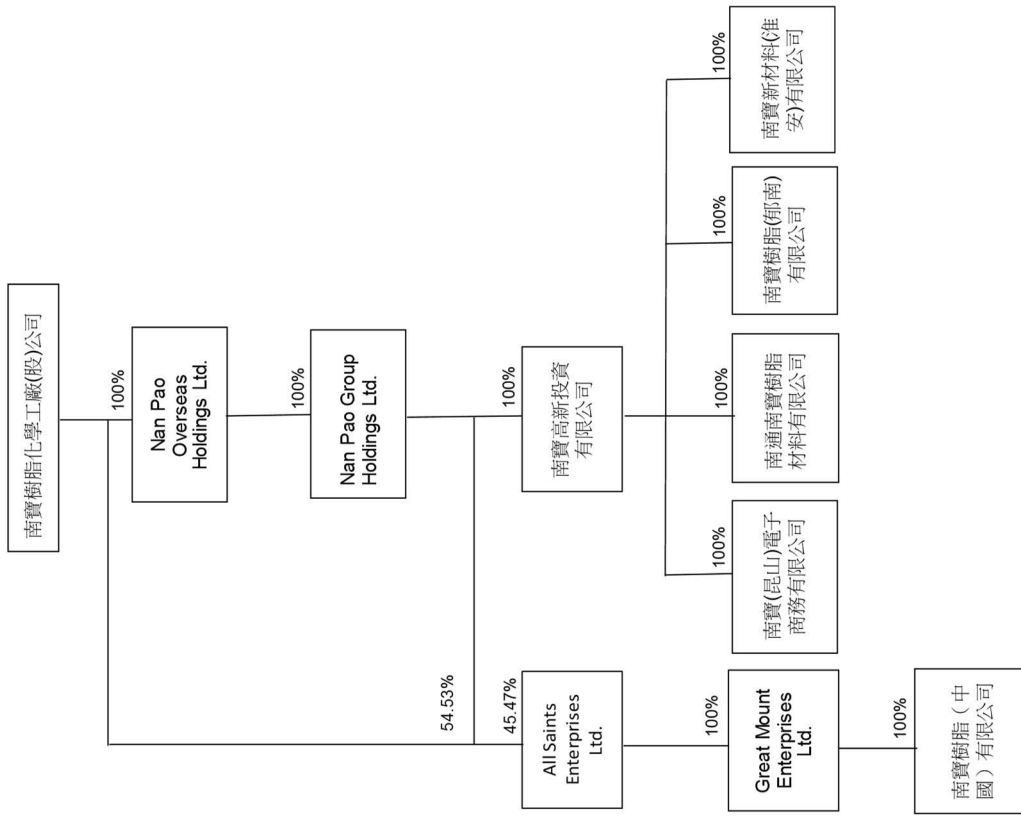 南寶樹脂化學工廠(股)公司
100%
Nan Pao
Overseas
Holdings Ltd.
100%
Nan Pao Group
Holdings Ltd.
54.53%
45.47%
100%
All Saints
Enterprises
Ltd.
南寶高新投資
有限公司
100%
100%
100%
100%
100%
Great Mount
Enterprises
Ltd.
南寶(昆山)電子
商務有限公司
南通南寶樹脂
材料有限公司
南寶樹脂(郁南)
有限公司
南寶新材料(淮
安)有限公司
100%
南寶樹脂（中
國）有限公司